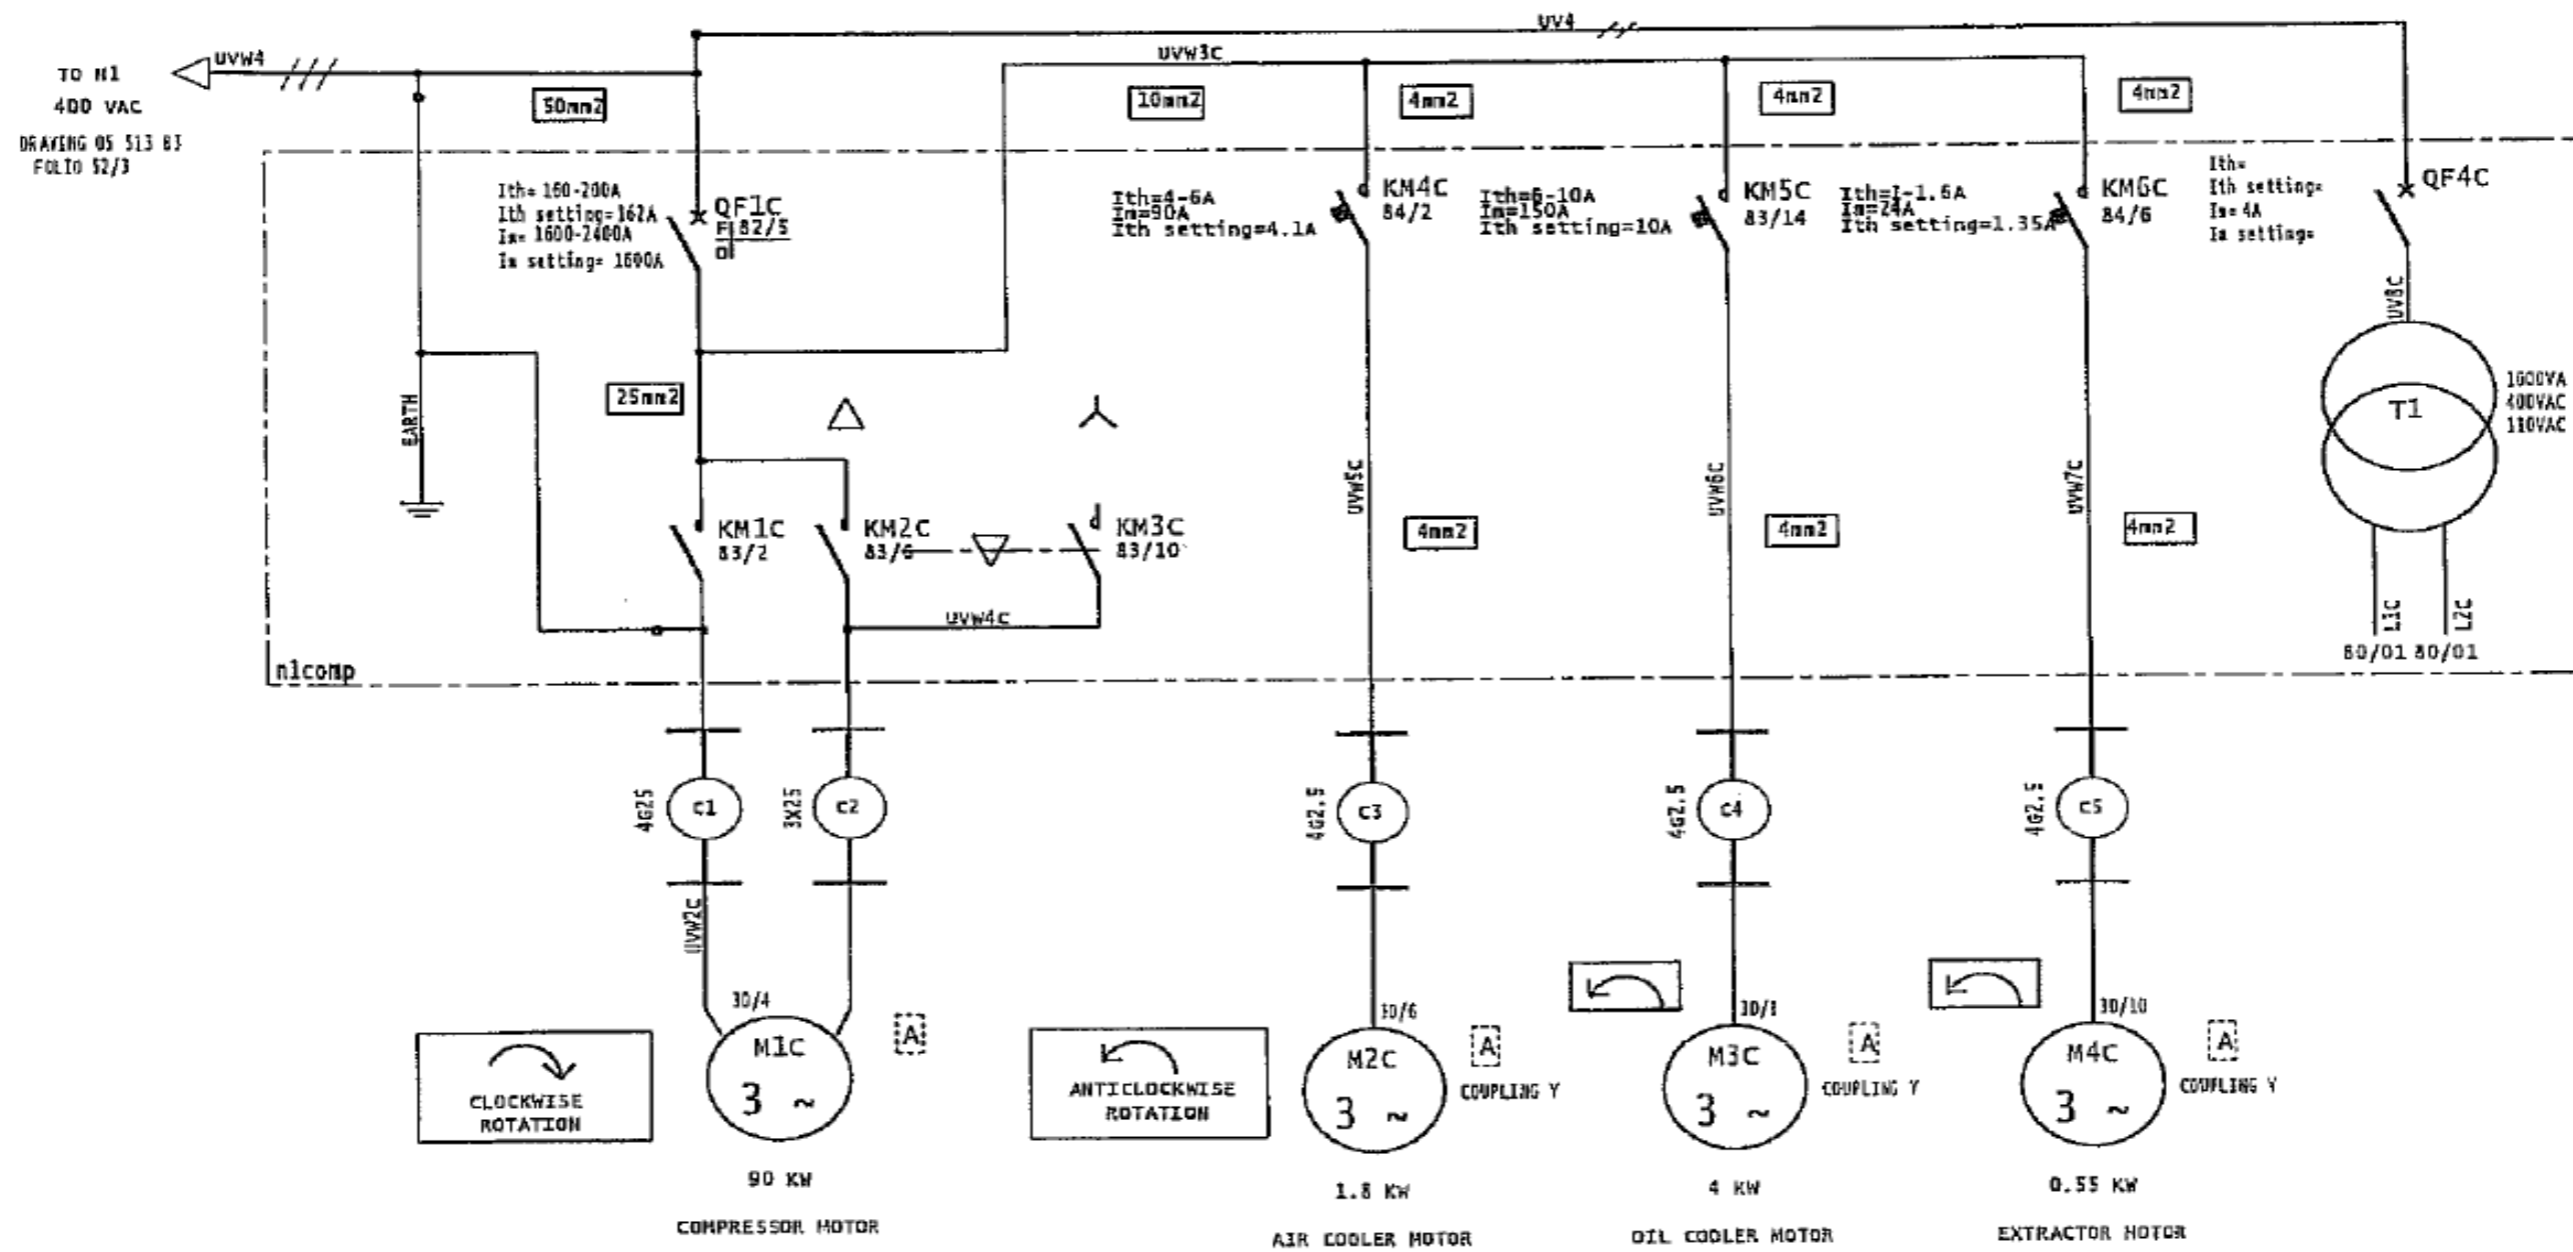 UV4
UVW4
UVW3C
TO N1
400 VAC
DRAWING 05 513 83
FOLIO 52/3
50mm2
10mm2
4mm2
4mm2
4mm2
Ith= 160-200A
Ith setting=162A
Im= 1600-2400A
Im setting= 1600A
QF1C
82/5
Ith=4-6A
Im=90A
Ith setting=4.1A
KM4C
84/2
Ith=6-10A
Im=150A
Ith setting=10A
KM5C
83/14
Ith=1-1.6A
Im=24A
Ith setting=1.35A
KM6C
84/6
Ith=
Ith setting=
Im= 4A
Im setting=
QF4C
UV8C
EARTH
25mm2
T1
1600VA
400VAC
110VAC
KM1C
83/2
KM2C
83/6
KM3C
83/10
UVW4C
UVW5C
4mm2
UVW6C
4mm2
UVW7C
4mm2
L1C
L2C
80/01 80/01
n1comp
4G25
C1
3X25
C2
4G2.5
C3
4G2.5
C4
4G2.5
C5
UVW2C
30/4
30/6
30/8
30/10
CLOCKWISE
ROTATION
M1C
3 ~
A
ANTICLOCKWISE
ROTATION
M2C
3 ~
A
COUPLING Y
M3C
3 ~
A
COUPLING Y
M4C
3 ~
A
COUPLING Y
90 KW
COMPRESSOR MOTOR
1.8 KW
AIR COOLER MOTOR
4 KW
OIL COOLER MOTOR
0.55 KW
EXTRACTOR MOTOR